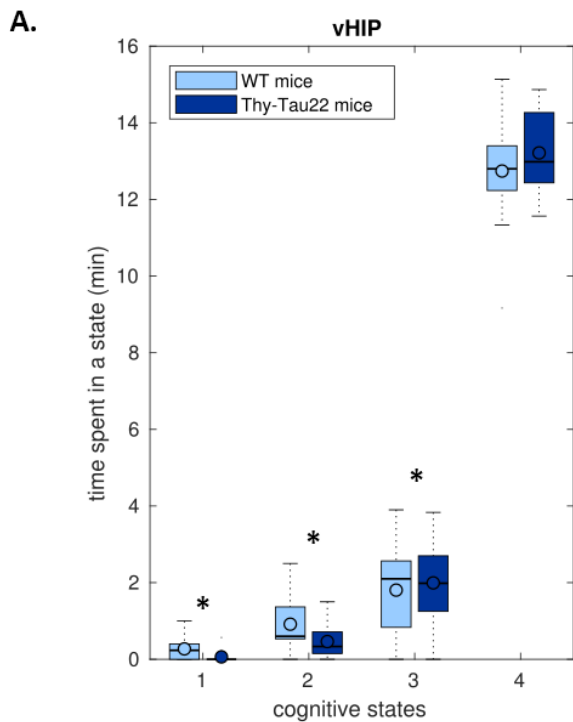 A.
vHIP
WT mice
Thy-Tau22 mice
16
14
12
10
8
6
4
2
0
time spent in a state (min)
*
*
*
1 2 3 4
cognitive states